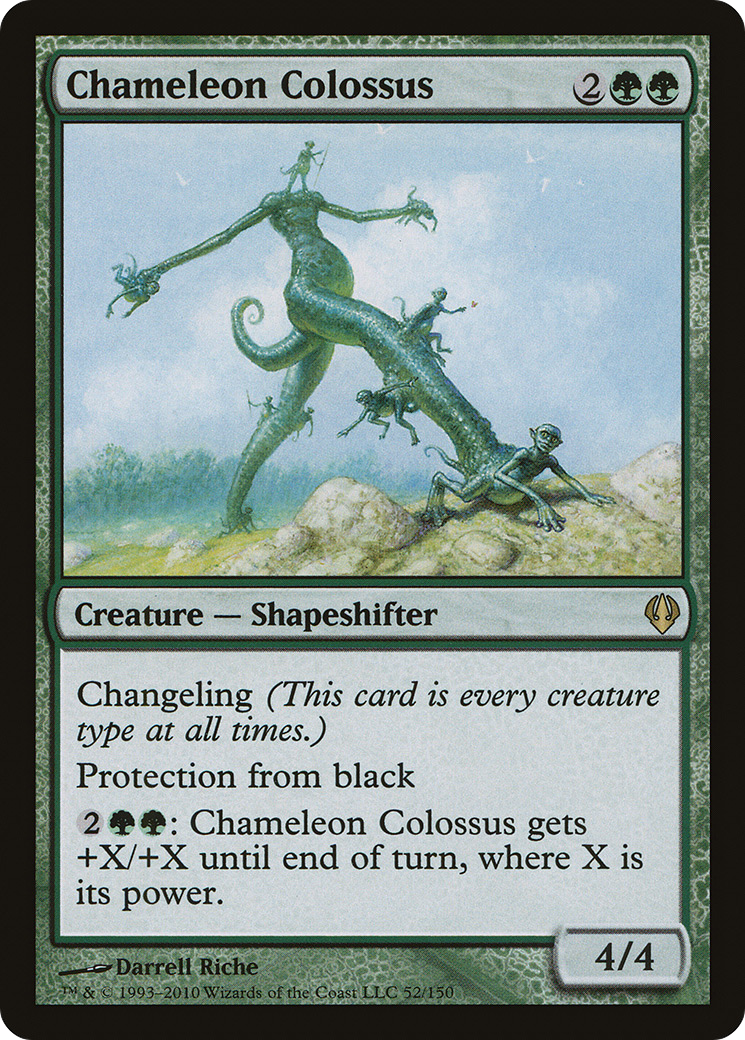 Chameleon Colossus 2
Creature — Shapeshifter
Changeling (This card is every creature
type at all times.)
Protection from black
2: Chameleon Colossus gets
+X/+X until end of turn, where X is
its power.
4/4
Darrell Riche
™ & © 1993–2010 Wizards of the Coast LLC 52/150